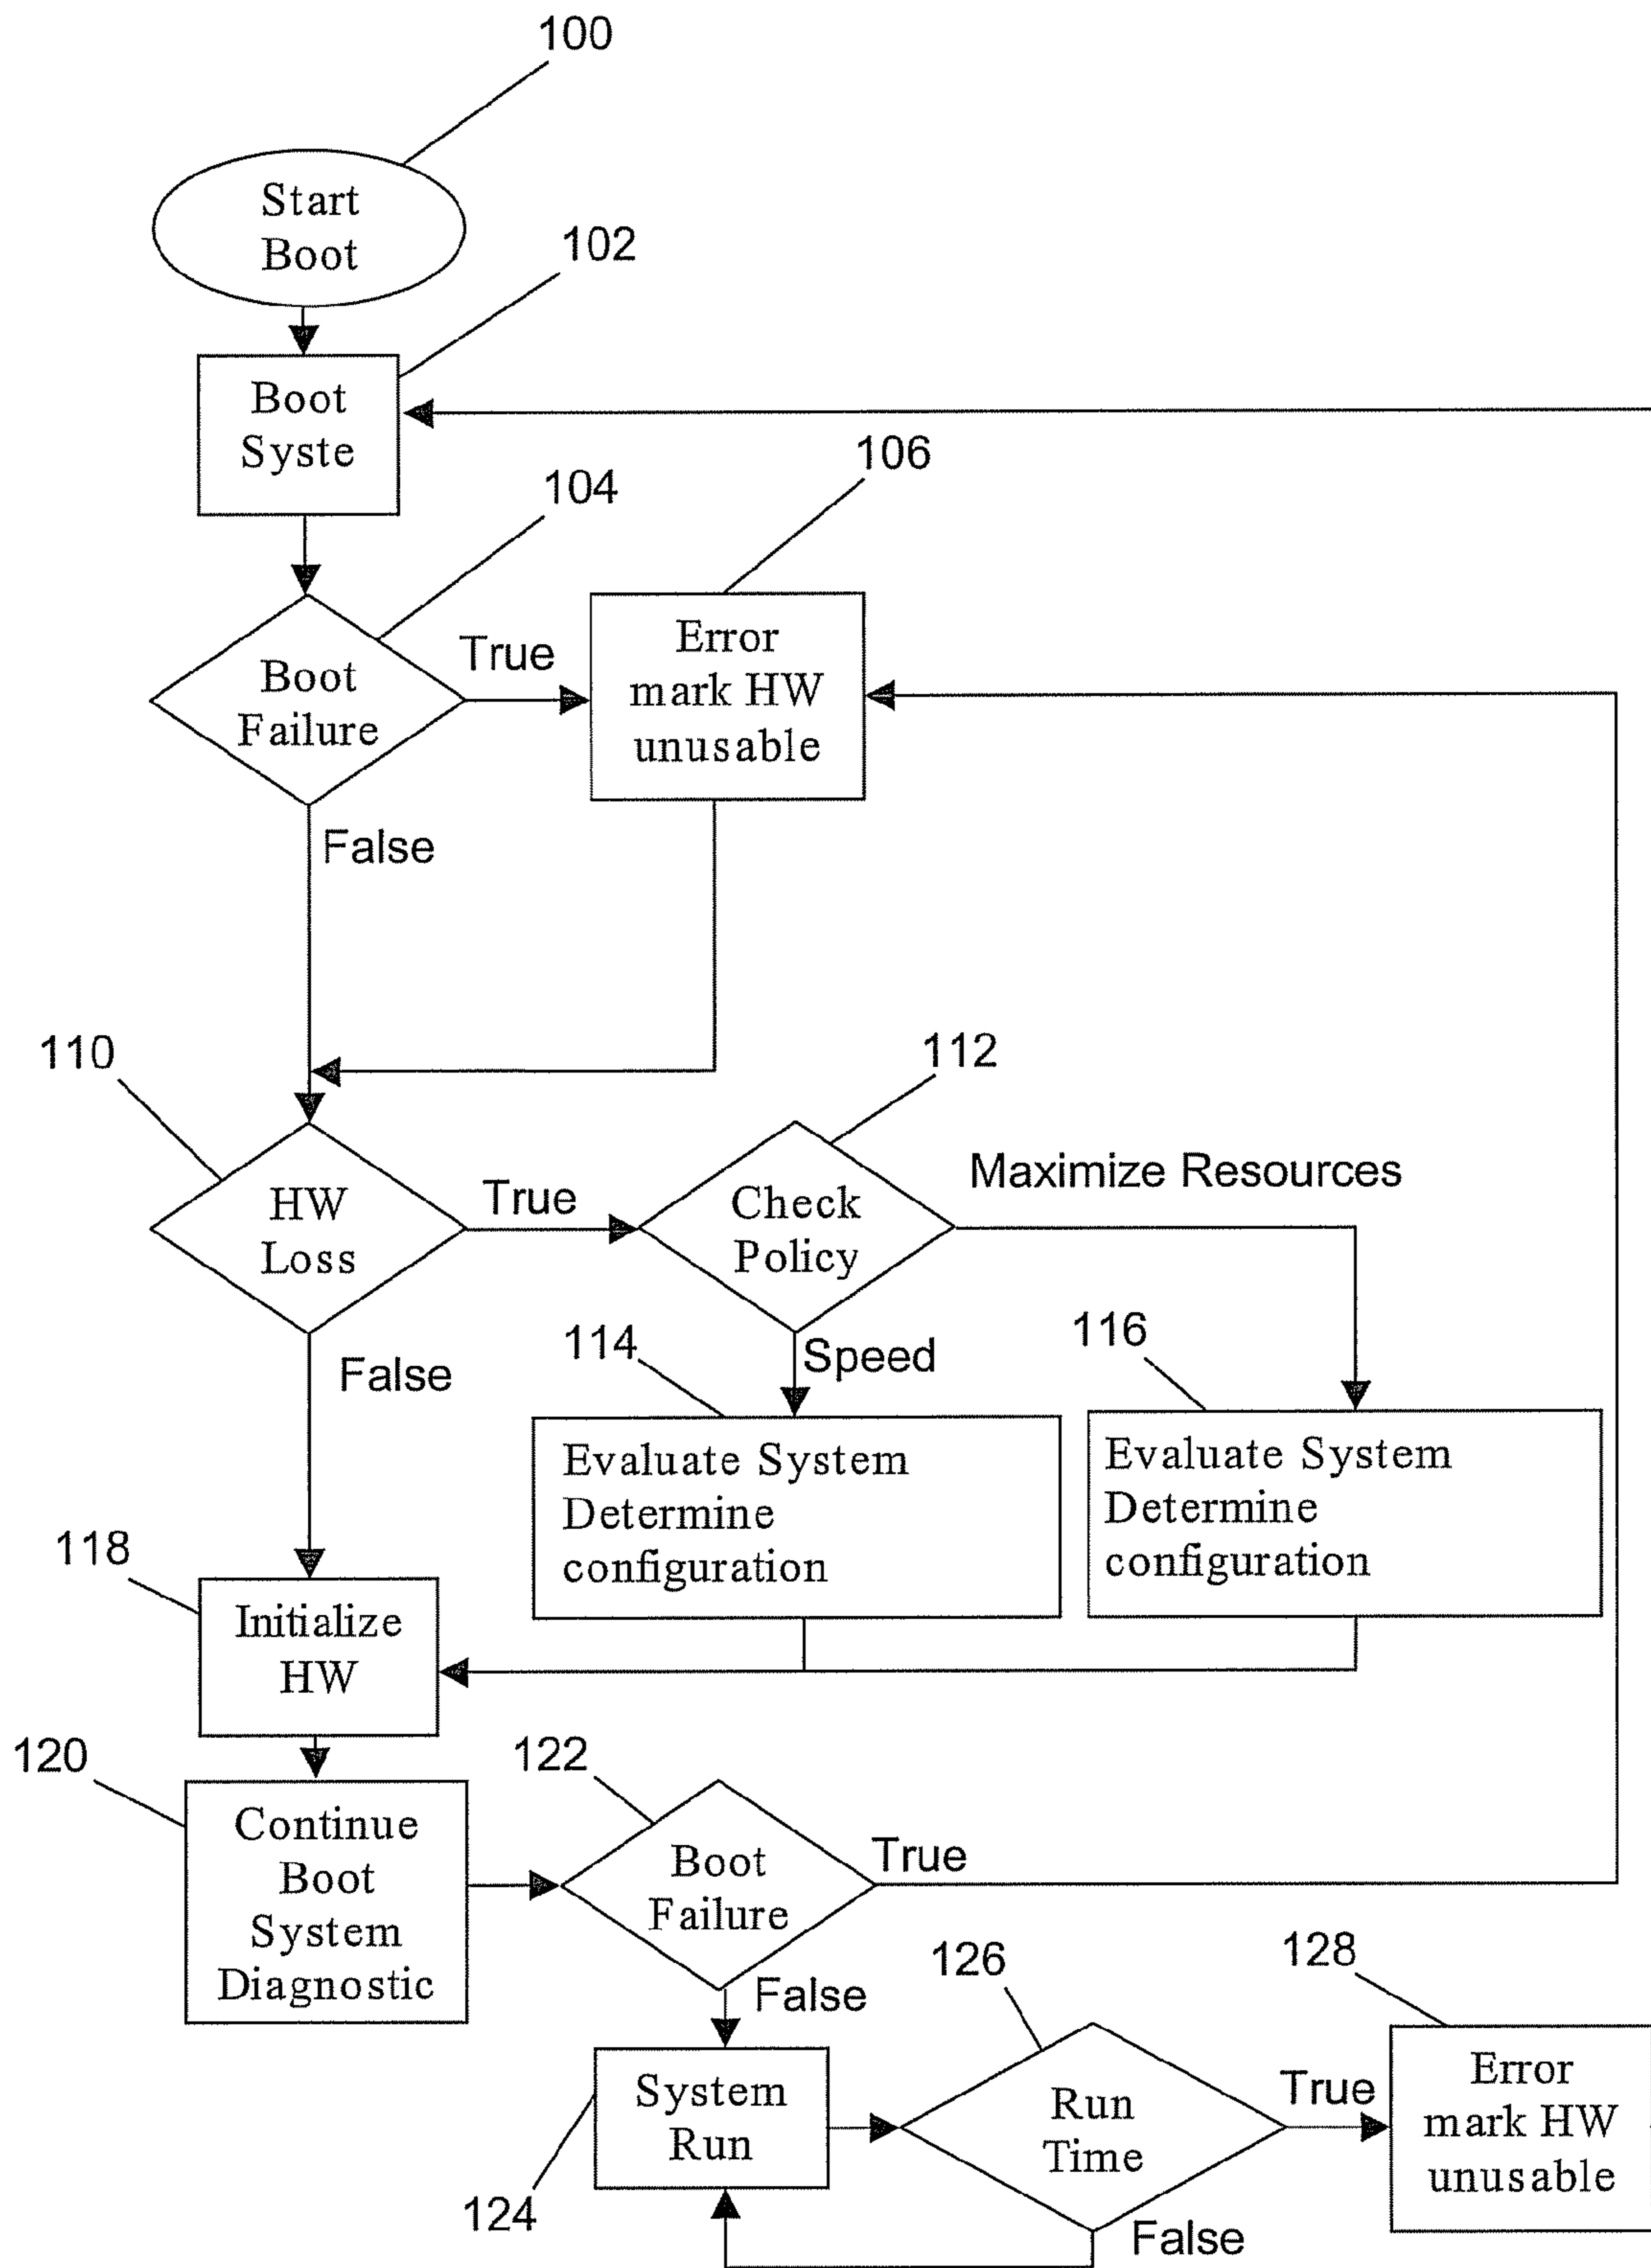 100
Start
Boot
102
Boot
Syste
104
106
Boot
Failure
True
Error
mark HW
unusable
False
110
112
HW
Loss
True
Check
Policy
Maximize Resources
False
114
Speed
116
Evaluate System
Determine
configuration
Evaluate System
Determine
configuration
118
Initialize
HW
120
Continue
Boot
System
Diagnostic
122
Boot
Failure
True
False
124
System
Run
126
Run
Time
True
False
128
Error
mark HW
unusable